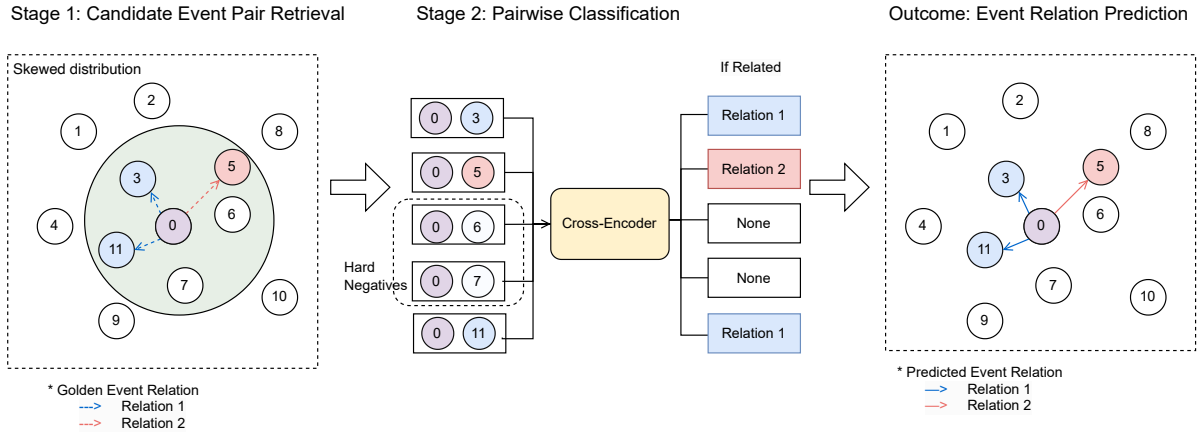 Stage 1: Candidate Event Pair Retrieval
Skewed distribution
2
1
8
3
5
6
4
0
11
7
10
9
* Golden Event Relation
Relation 1
Relation 2
Stage 2: Pairwise Classification
If Related
0 3
0 5
0 6
0 7
0 11
Hard
Negatives
Cross-Encoder
Relation 1
Relation 2
None
None
Relation 1
Outcome: Event Relation Prediction
2
1
8
3
5
6
4
0
11
7
10
9
* Predicted Event Relation
Relation 1
Relation 2